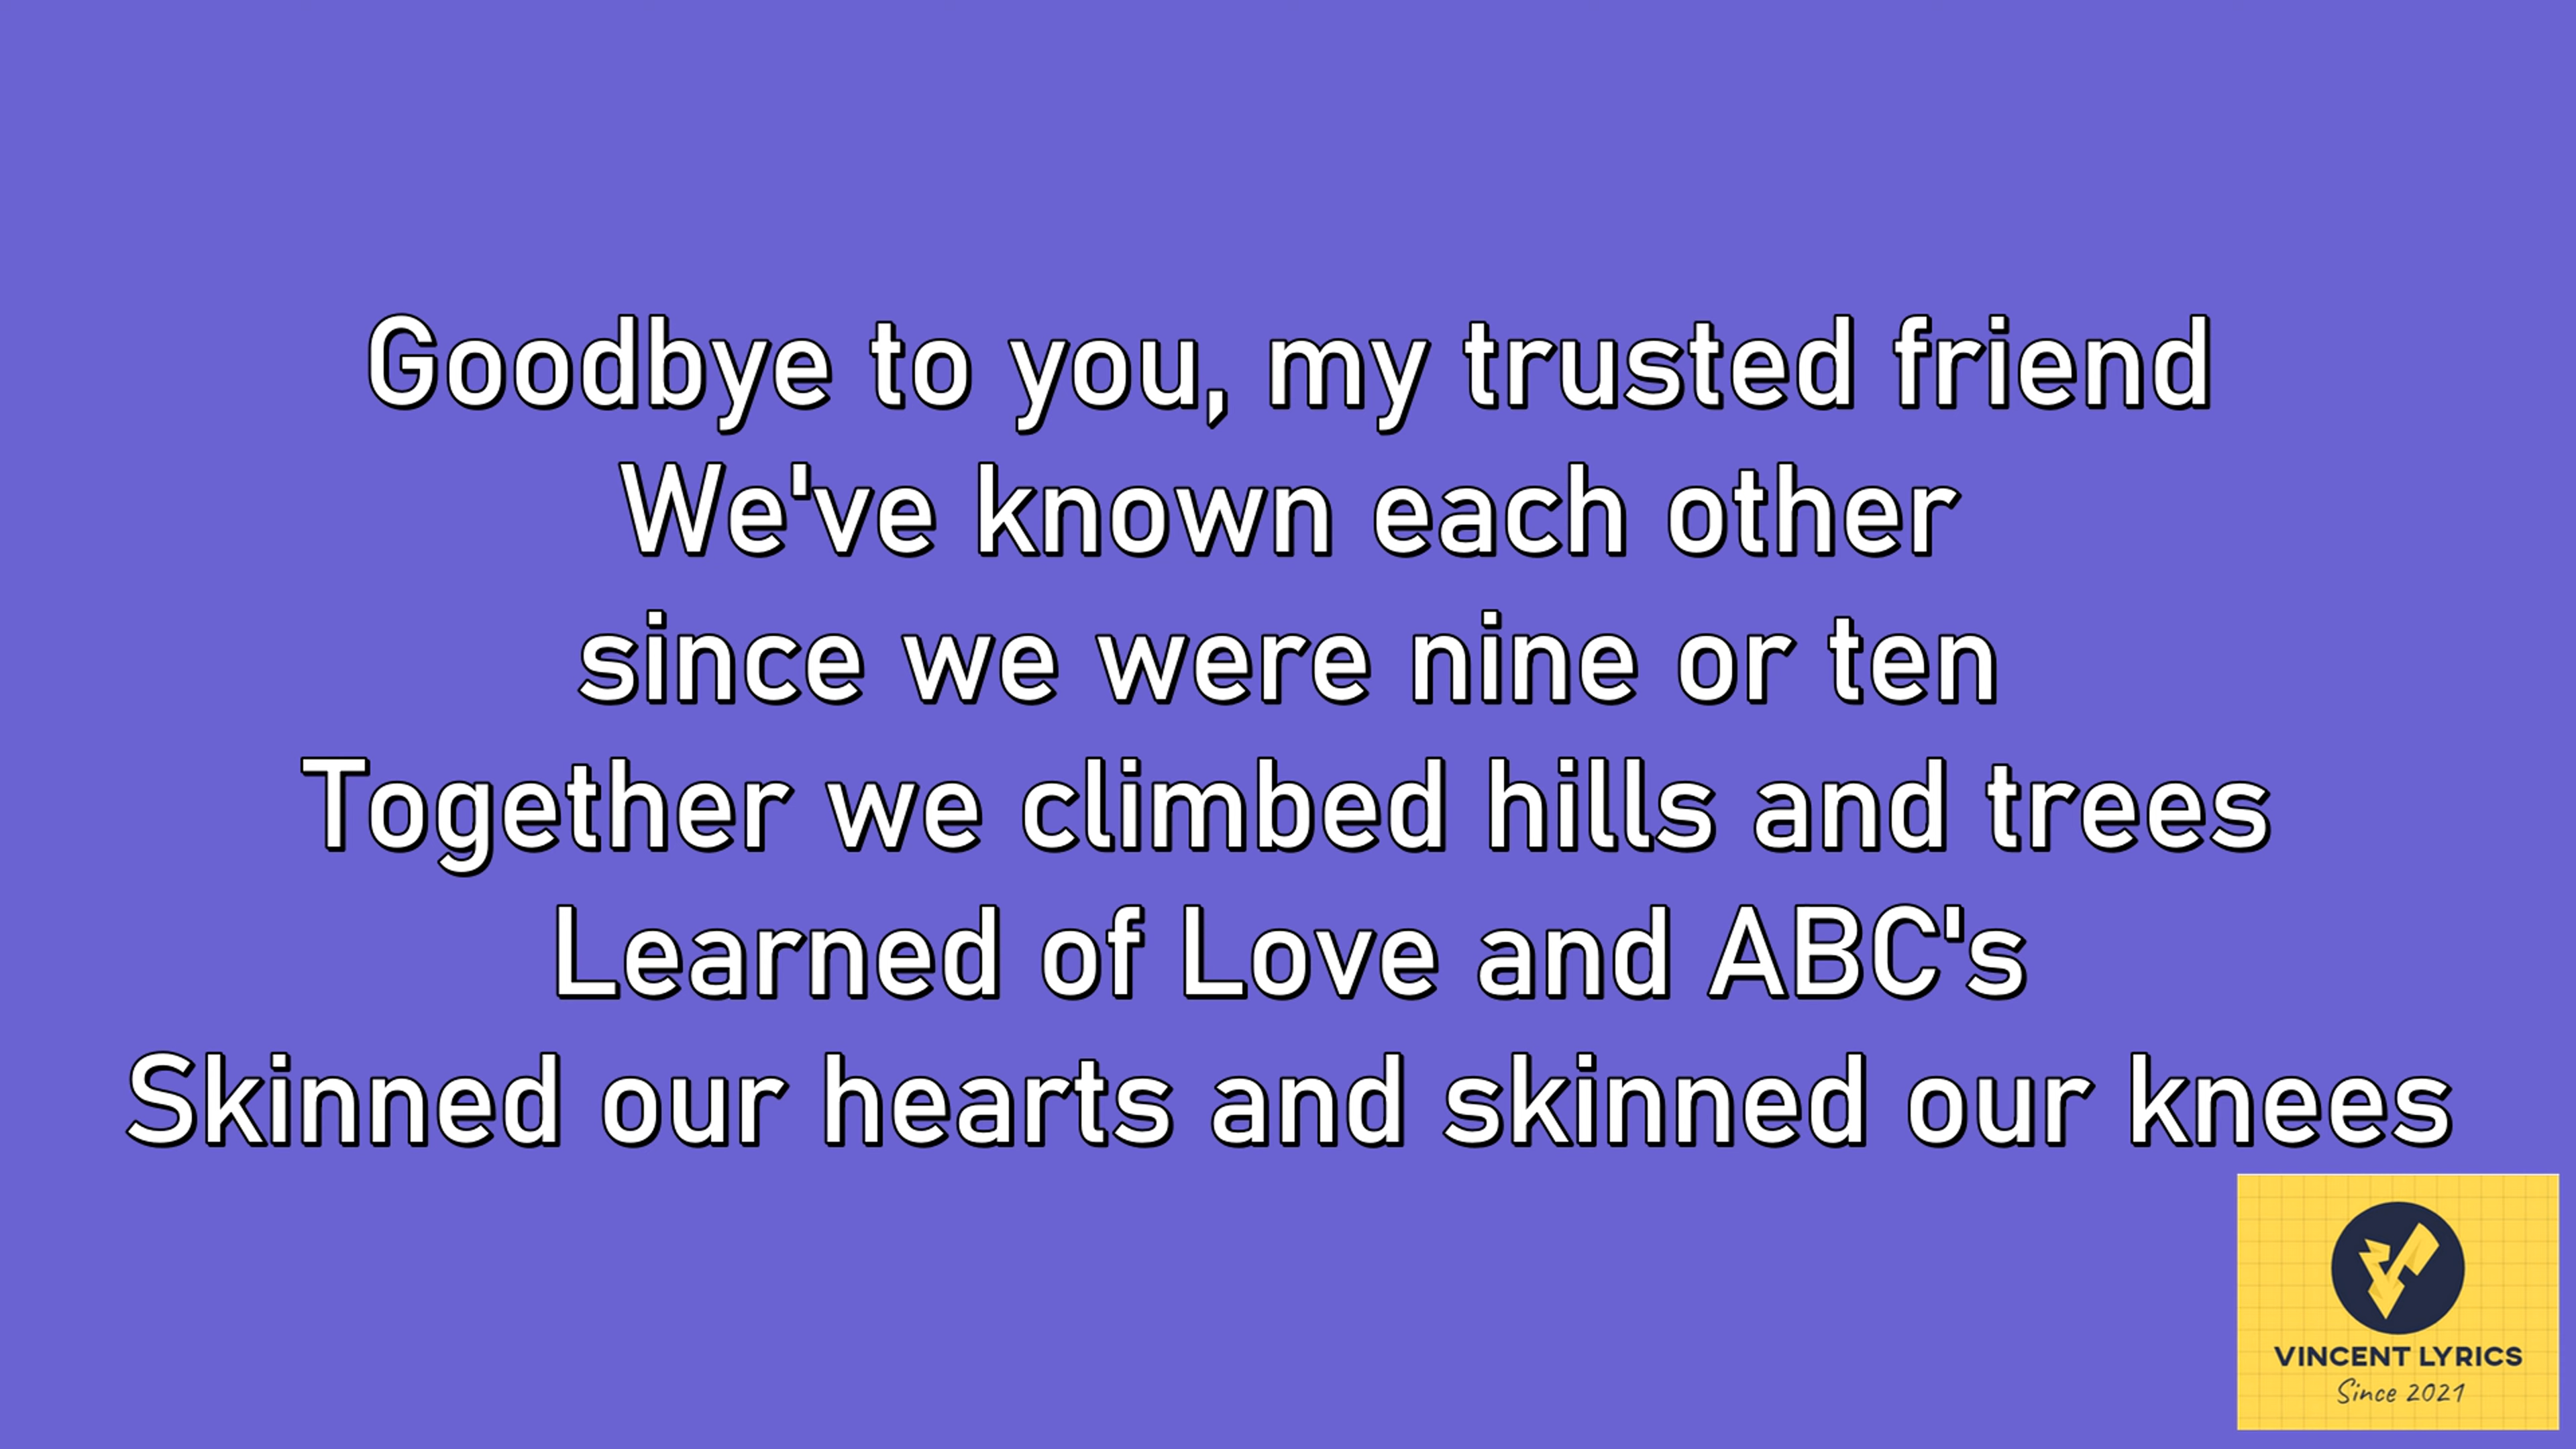 Goodbye to you, my trusted friend
We've known each other
since we were nine or ten
Together we climbed hills and trees
Learned of Love and ABC's
Skinned our hearts and skinned our knees
VINCENT LYRICS
Since 2021